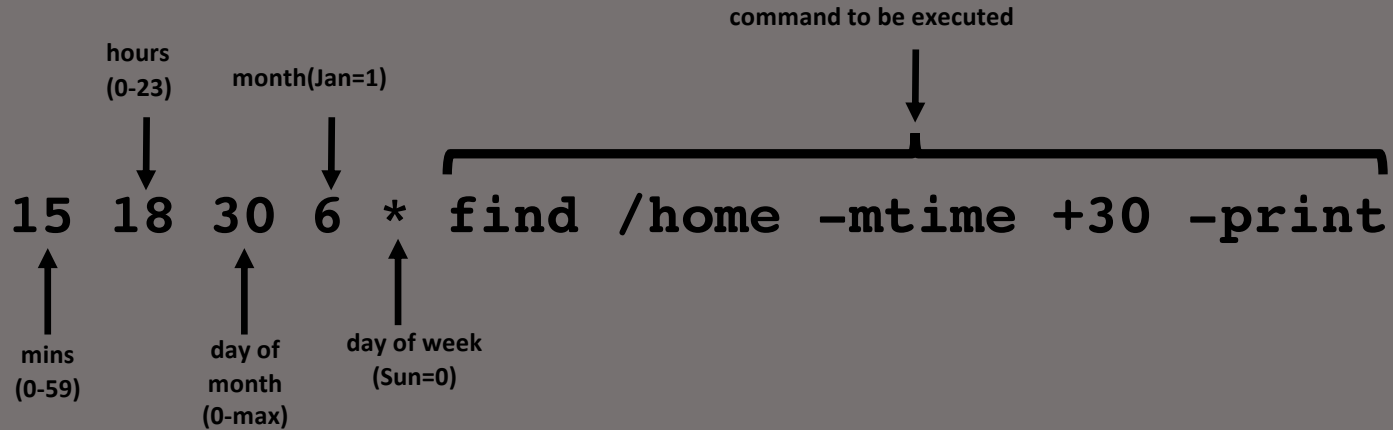 command to be executed
hours
(0-23)
month(Jan=1)
15 18 30 6 * find /home -mtime +30 -print
mins
(0-59)
day of
month
(0-max)
day of week
(Sun=0)